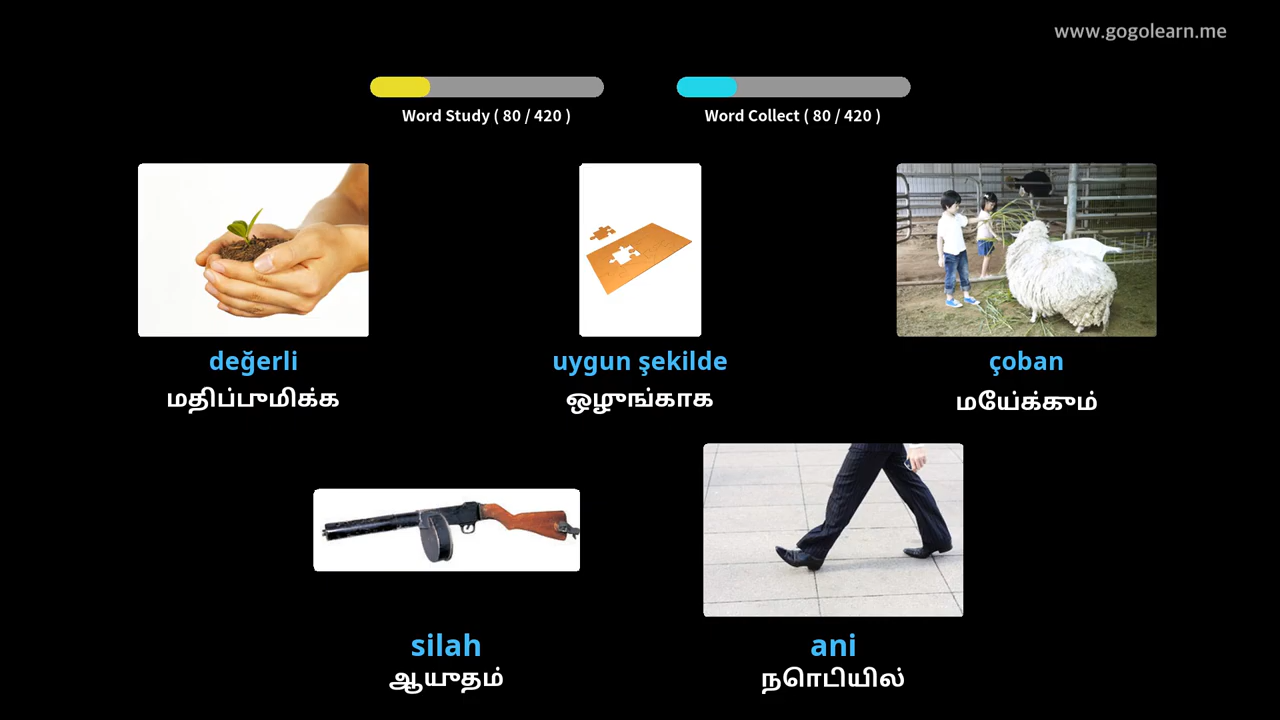 www.gogolearn.me
Word Study ( 80 / 420 )
Word Collect ( 80 / 420 )
değerli
மதிப்புமிக்க
uygun şekilde
ஒழுங்காக
çoban
மேய்க்கும்
silah
ஆயுதம்
ani
நொடியில்